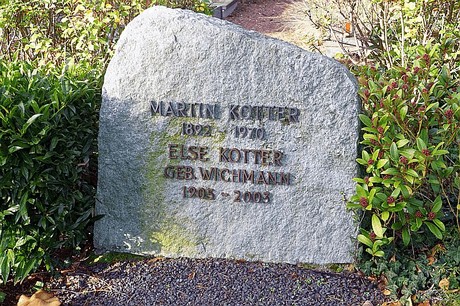 MARTIN KOTTER
1892 - 1970
ELSE KOTTER
GEB. WICHMANN
1905 - 2003